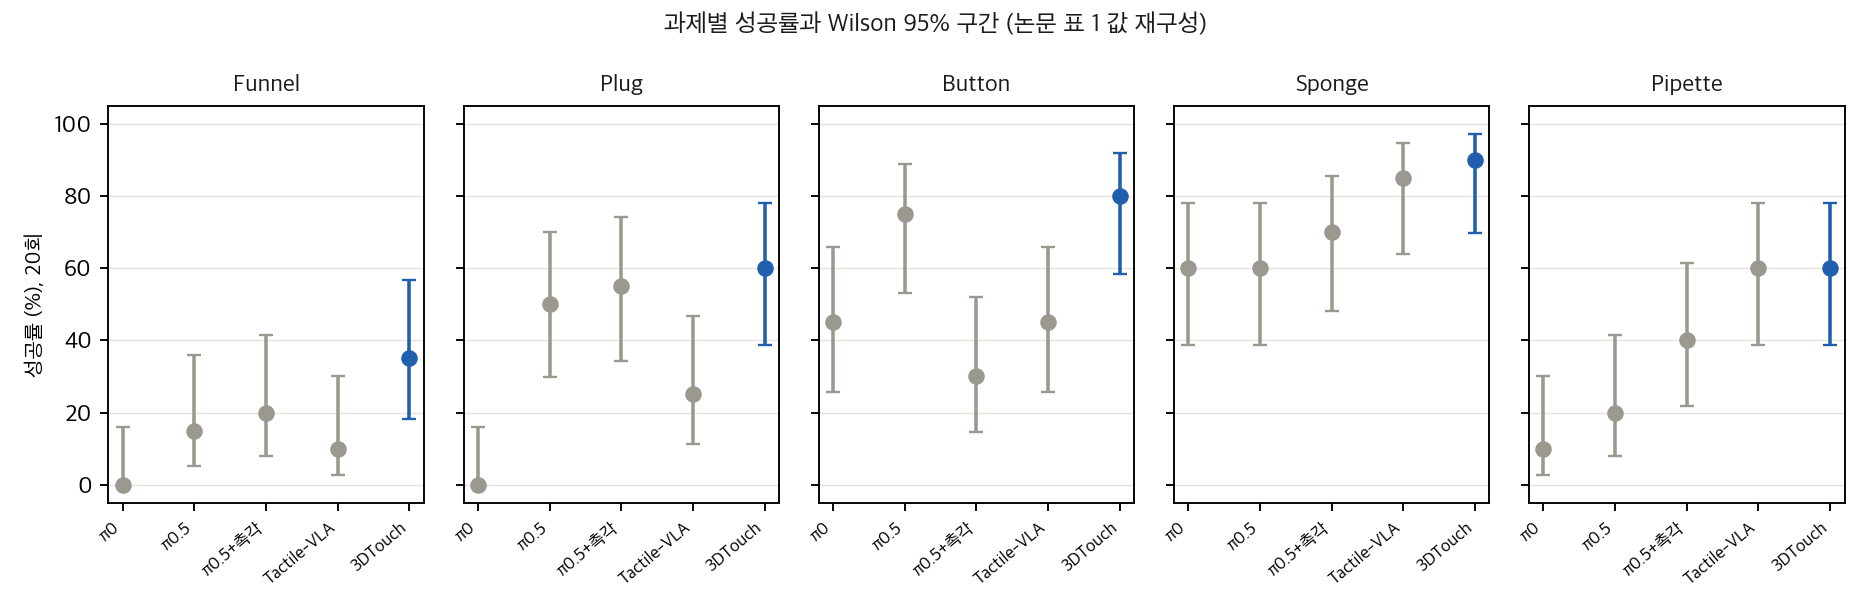 과제별 성공률과 Wilson 95% 구간 (논문 표 1 값 재구성)
Funnel
Plug
Button
Sponge
Pipette
성공률 (%), 20회
100
80
60
40
20
0
π0
π0.5
π0.5+촉각
Tactile-VLA
3DTouch
π0
π0.5
π0.5+촉각
Tactile-VLA
3DTouch
π0
π0.5
π0.5+촉각
Tactile-VLA
3DTouch
π0
π0.5
π0.5+촉각
Tactile-VLA
3DTouch
π0
π0.5
π0.5+촉각
Tactile-VLA
3DTouch